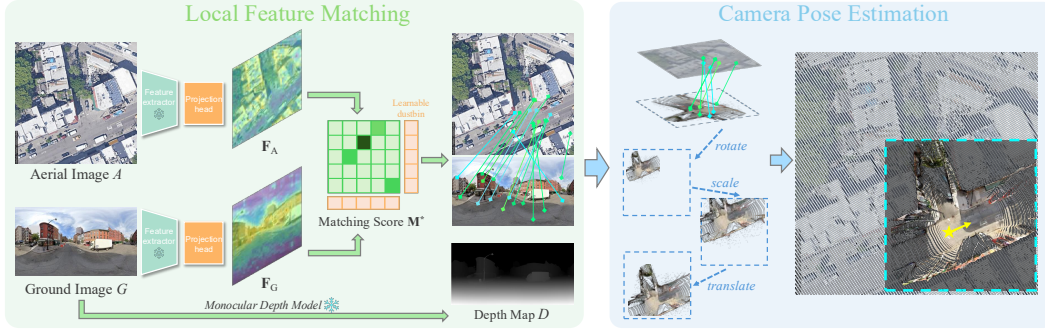 Local Feature Matching
Feature
extractor
Projection
head
F_A
Learnable
dustbin
Aerial Image A
Matching Score M*
Feature
extractor
Projection
head
F_G
Ground Image G
Monocular Depth Model
Depth Map D
Camera Pose Estimation
rotate
scale
translate